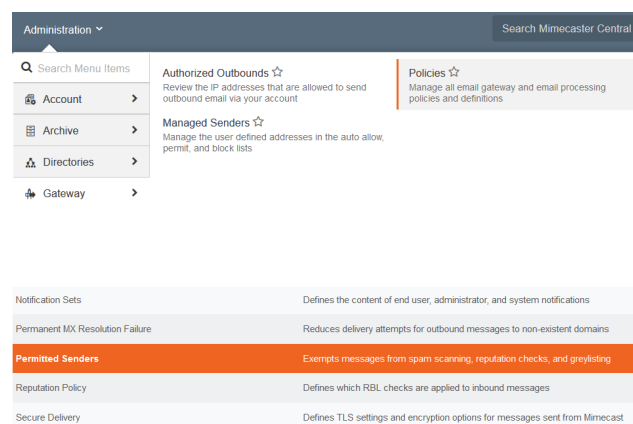 Administration
Search Mimecaster Central
Search Menu Items
Account
Archive
Directories
Gateway
Authorized Outbounds
Review the IP addresses that are allowed to send
outbound email via your account
Managed Senders
Manage the user defined addresses in the auto allow,
permit, and block lists
Policies
Manage all email gateway and email processing
policies and definitions
Notification Sets Defines the content of end user, administrator, and system notifications
Permanent MX Resolution Failure Reduces delivery attempts for outbound messages to non-existent domains
Permitted Senders Exempts messages from spam scanning, reputation checks, and greylisting
Reputation Policy Defines which RBL checks are applied to inbound messages
Secure Delivery Defines TLS settings and encryption options for messages sent from Mimecast